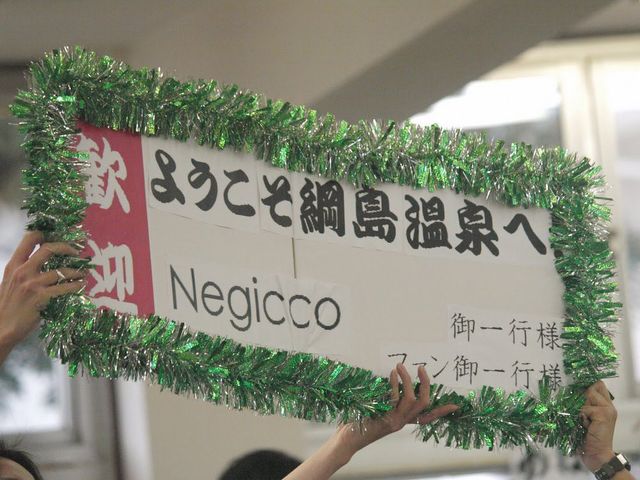 歓迎
ようこそ綱島温泉へ
Negicco
御一行様
ファン御一行様